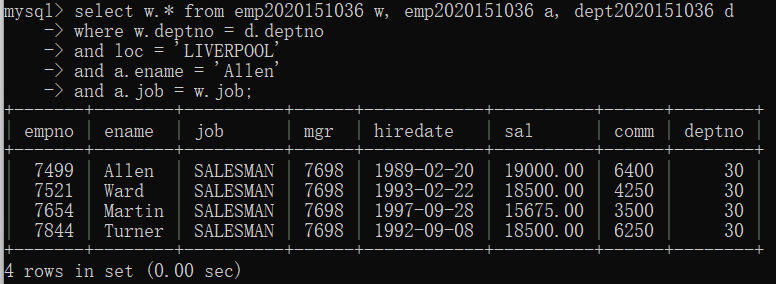 mysql> select w.* from emp2020151036 w, emp2020151036 a, dept2020151036 d
    -> where w.deptno = d.deptno
    -> and loc = 'LIVERPOOL'
    -> and a.ename = 'Allen'
    -> and a.job = w.job;
+-------+--------+----------+------+------------+----------+------+--------+
| empno | ename  | job      | mgr  | hiredate   | sal      | comm | deptno |
+-------+--------+----------+------+------------+----------+------+--------+
|  7499 | Allen  | SALESMAN | 7698 | 1989-02-20 | 19000.00 | 6400 |     30 |
|  7521 | Ward   | SALESMAN | 7698 | 1993-02-22 | 18500.00 | 4250 |     30 |
|  7654 | Martin | SALESMAN | 7698 | 1997-09-28 | 15675.00 | 3500 |     30 |
|  7844 | Turner | SALESMAN | 7698 | 1992-09-08 | 18500.00 | 6250 |     30 |
+-------+--------+----------+------+------------+----------+------+--------+
4 rows in set (0.00 sec)